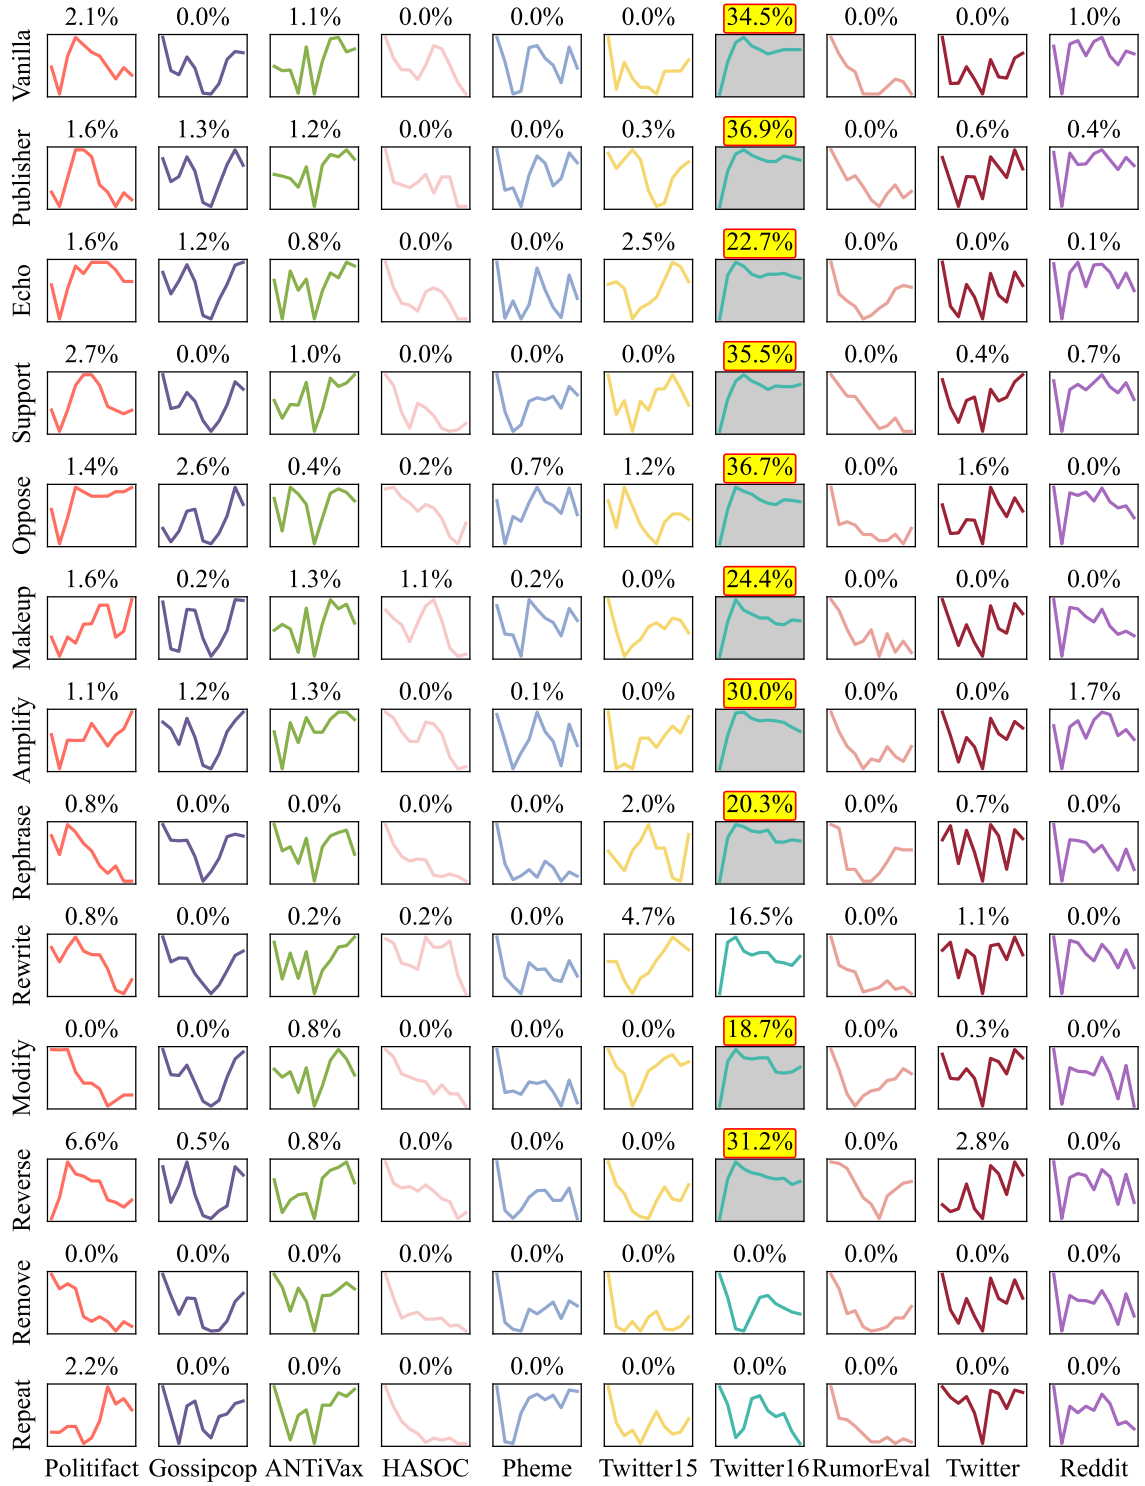 2.1% 0.0% 1.1% 0.0% 0.0% 0.0% 34.5% 0.0% 0.0% 1.0%
Vanilla
1.6% 1.3% 1.2% 0.0% 0.0% 0.3% 36.9% 0.0% 0.6% 0.4%
Publisher
1.6% 1.2% 0.8% 0.0% 0.0% 2.5% 22.7% 0.0% 0.0% 0.1%
Echo
2.7% 0.0% 1.0% 0.0% 0.0% 0.0% 35.5% 0.0% 0.4% 0.7%
Support
1.4% 2.6% 0.4% 0.2% 0.7% 1.2% 36.7% 0.0% 1.6% 0.0%
Oppose
1.6% 0.2% 1.3% 1.1% 0.2% 0.0% 24.4% 0.0% 0.0% 0.0%
Makeup
1.1% 1.2% 1.3% 0.0% 0.1% 0.0% 30.0% 0.0% 0.0% 1.7%
Amplify
0.8% 0.0% 0.0% 0.0% 0.0% 2.0% 20.3% 0.0% 0.7% 0.0%
Rephrase
0.8% 0.0% 0.2% 0.2% 0.0% 4.7% 16.5% 0.0% 1.1% 0.0%
Rewrite
0.0% 0.0% 0.8% 0.0% 0.0% 0.0% 18.7% 0.0% 0.3% 0.0%
Modify
6.6% 0.5% 0.8% 0.0% 0.0% 0.0% 31.2% 0.0% 2.8% 0.0%
Reverse
0.0% 0.0% 0.0% 0.0% 0.0% 0.0% 0.0% 0.0% 0.0% 0.0%
Remove
2.2% 0.0% 0.0% 0.0% 0.0% 0.0% 0.0% 0.0% 0.0% 0.0%
Repeat
Politifact Gossipcop ANTiVax HASOC Pheme Twitter15 Twitter16 RumorEval Twitter Reddit